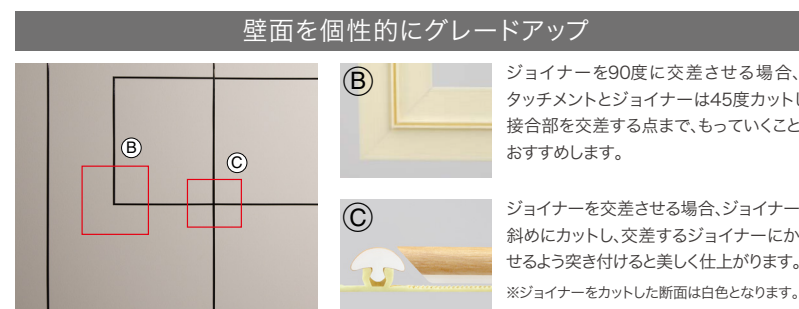 壁面を個性的にグレードアップ
B
C
B
ジョイナーを90度に交差させる場合、
タッチメントとジョイナーは45度カットし
接合部を交差する点まで、もっていくこと
おすすめします。
C
ジョイナーを交差させる場合、ジョイナー
斜めにカットし、交差するジョイナーにか
せるよう突き付けると美しく仕上がります。
※ジョイナーをカットした断面は白色となります。